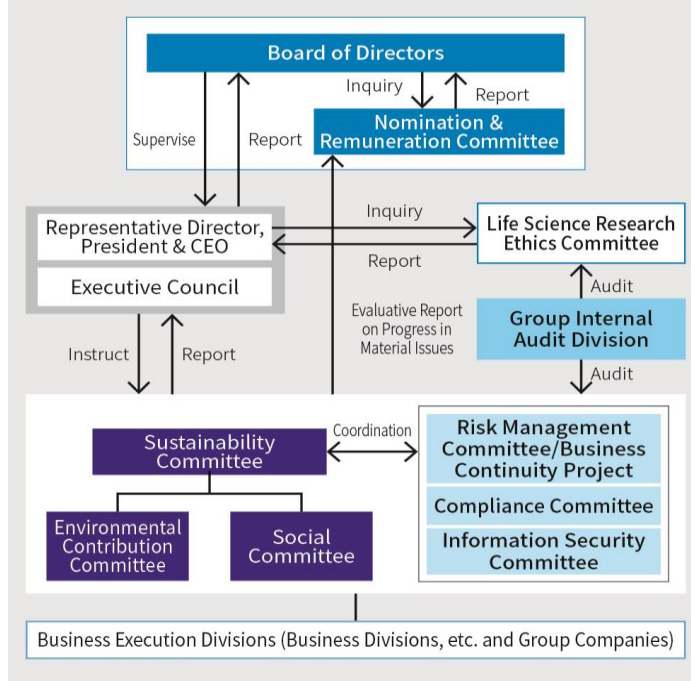 Board of Directors
Inquiry
Report
Supervise
Report
Nomination &
Remuneration Committee
Representative Director,
President & CEO
Executive Council
Inquiry
Report
Life Science Research
Ethics Committee
Audit
Group Internal
Audit Division
Audit
Evaluative Report
on Progress in
Material Issues
Instruct
Report
Sustainability
Committee
Coordination
Environmental
Contribution
Committee
Social
Committee
Risk Management
Committee/Business
Continuity Project
Compliance Committee
Information Security
Committee
Business Execution Divisions (Business Divisions, etc. and Group Companies)